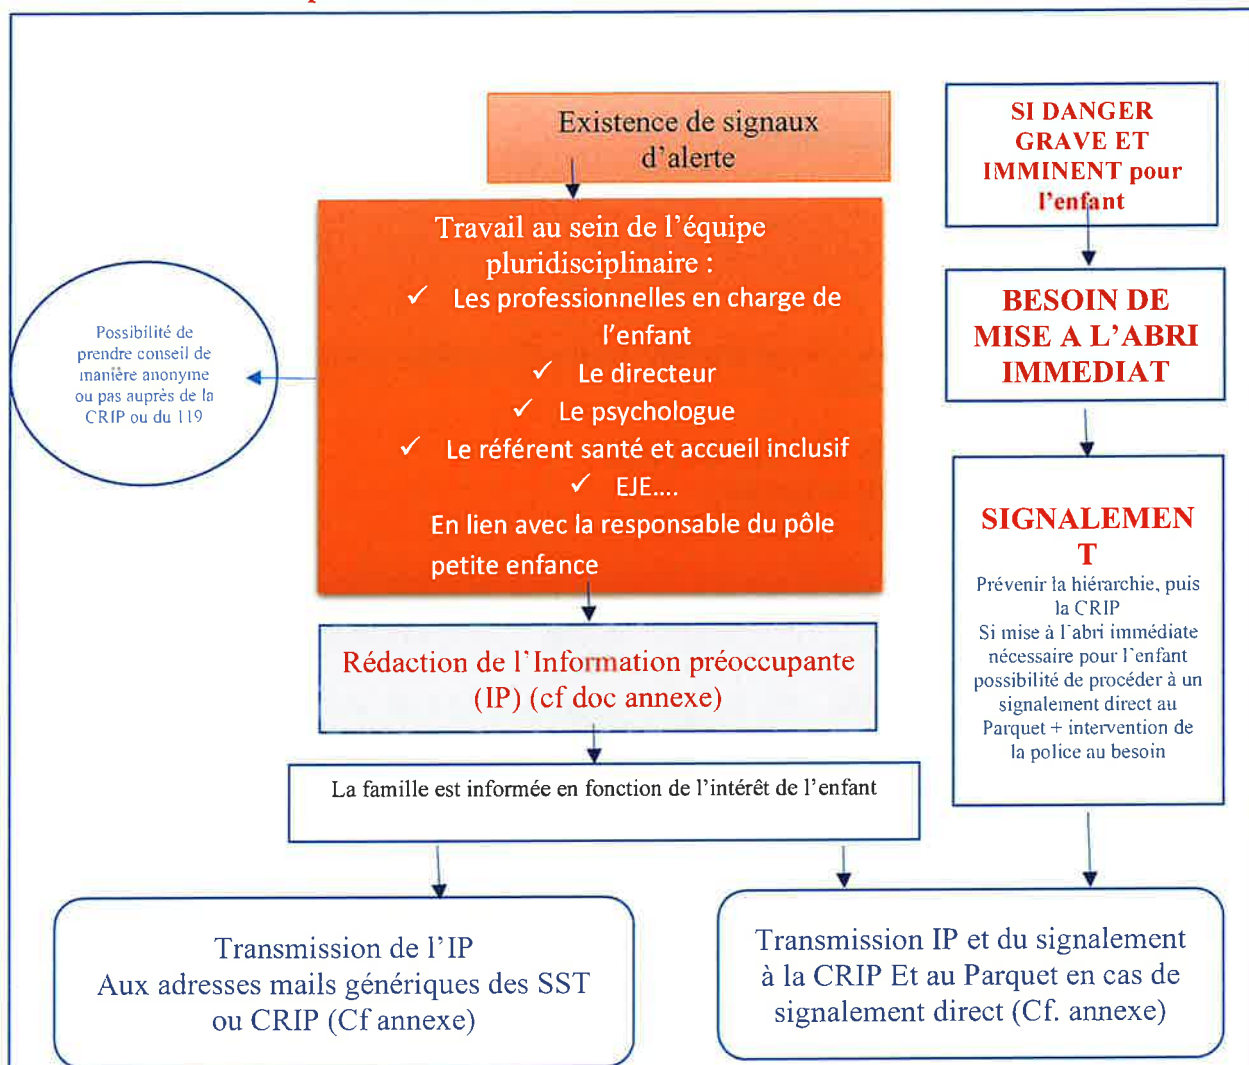 Existence de signaux
d'alerte
Travail au sein de l'équipe
pluridisciplinaire :
✓ Les professionnelles en charge de
l'enfant
✓ Le directeur
✓ Le psychologue
✓ Le référent santé et accueil inclusif
✓ EJE....
En lien avec la responsable du pôle
petite enfance
Possibilité de
prendre conseil de
manière anonyme
ou pas auprès de la
CRIP ou du 119
Rédaction de l'Information préoccupante
(IP) (cf doc annexe)
La famille est informée en fonction de l'intérêt de l'enfant
Transmission de l'IP
Aux adresses mails génériques des SST
ou CRIP (Cf annexe)
SI DANGER
GRAVE ET
IMMINENT pour
l'enfant
BESOIN DE
MISE A L'ABRI
IMMEDIAT
SIGNALEMEN
T
Prévenir la hiérarchie, puis
la CRIP
Si mise à l'abri immédiate
nécessaire pour l'enfant
possibilité de procéder à un
signalement direct au
Parquet + intervention de
la police au besoin
Transmission IP et du signalement
à la CRIP Et au Parquet en cas de
signalement direct (Cf. annexe)